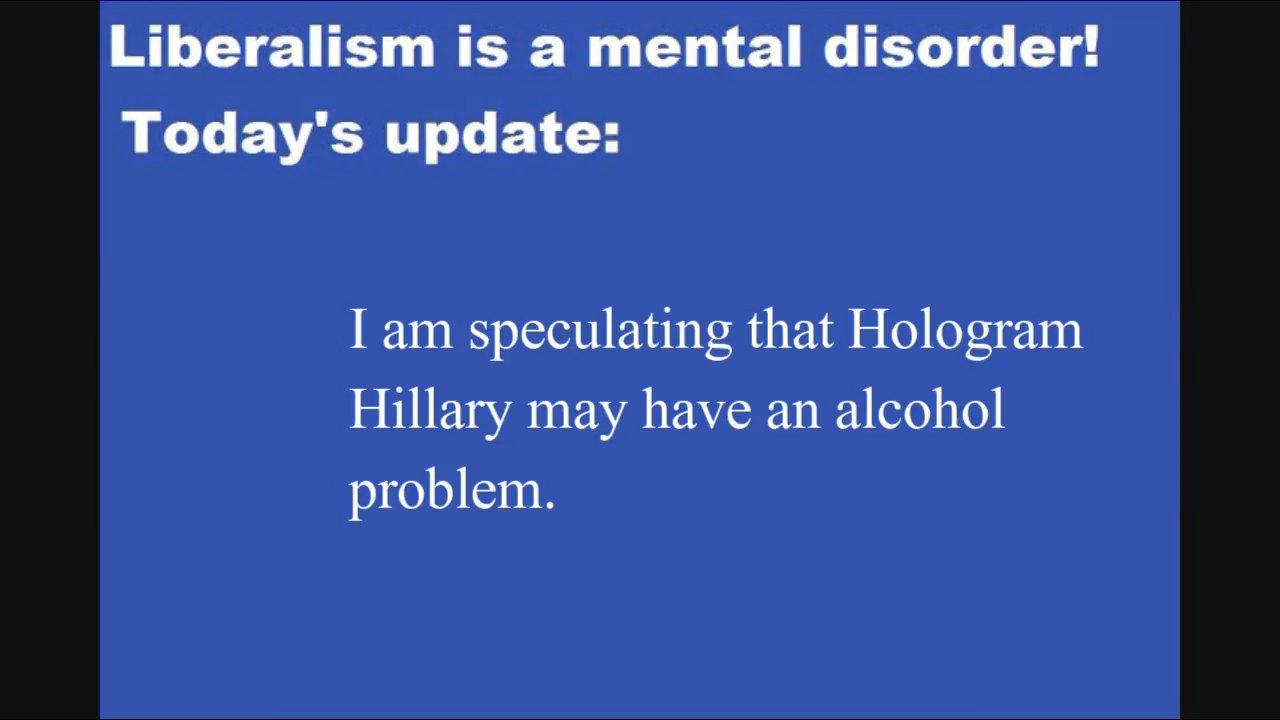 Liberalism is a mental disorder!
Today's update:
I am speculating that Hologram
Hillary may have an alcohol
problem.